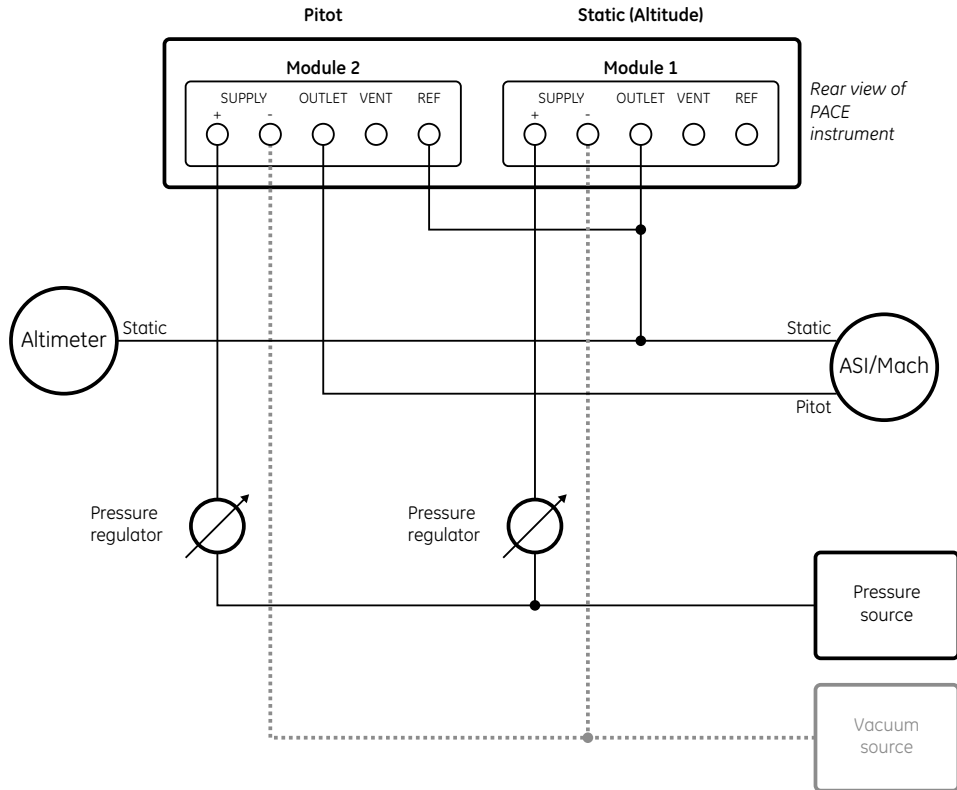 Pitot
Static (Altitude)
Module 2
Module 1
SUPPLY OUTLET VENT REF
+ -
SUPPLY OUTLET VENT REF
+ -
Rear view of
PACE
instrument
Altimeter
Static
Static
ASI/Mach
Pitot
Pressure
regulator
Pressure
regulator
Pressure
source
Vacuum
source